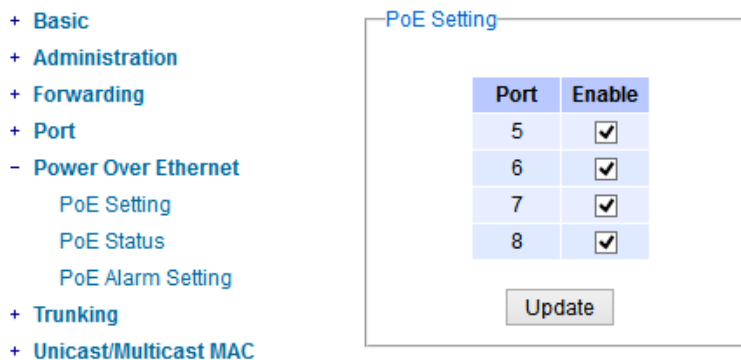 + Basic
+ Administration
+ Forwarding
+ Port
- Power Over Ethernet
PoE Setting
PoE Status
PoE Alarm Setting
+ Trunking
+ Unicast/Multicast MAC
PoE Setting
Port Enable
5
6
7
8
Update